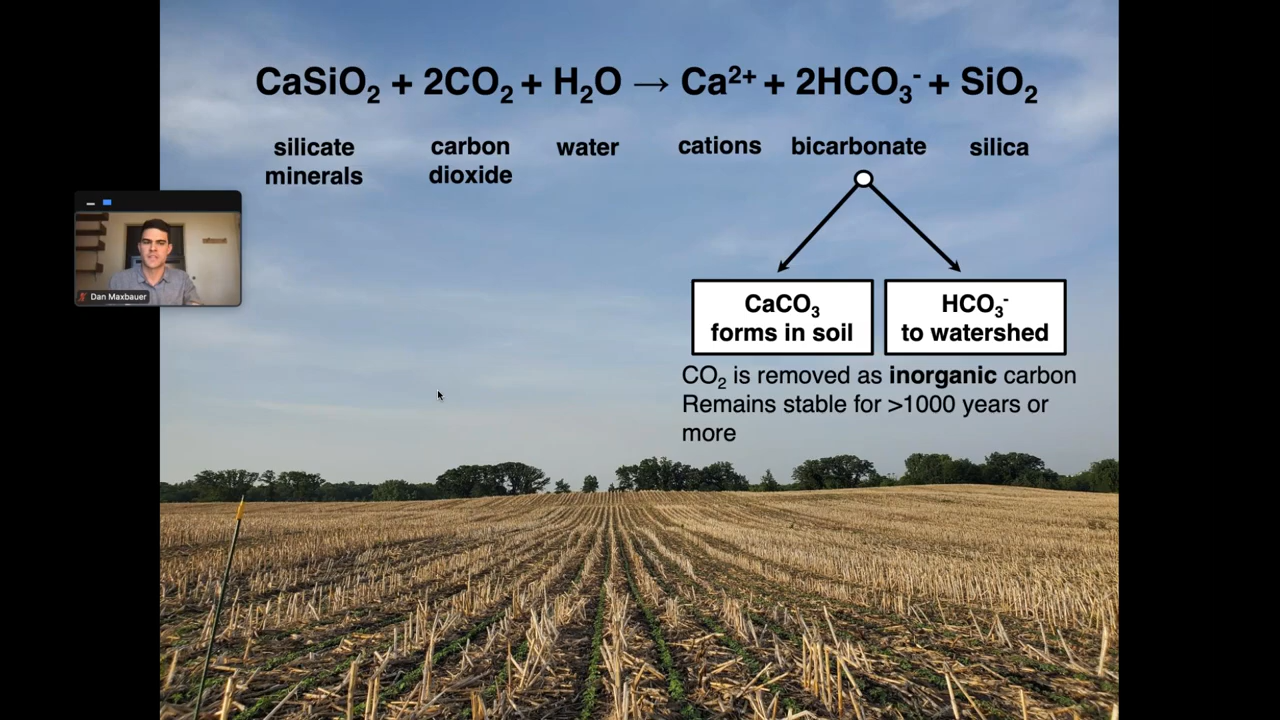 CaSiO₂ + 2CO₂ + H₂O → Ca²⁺ + 2HCO₃⁻ + SiO₂
silicate minerals
carbon dioxide
water
cations
bicarbonate
silica
Dan Maxbauer
CaCO₃
forms in soil
HCO₃⁻
to watershed
CO₂ is removed as inorganic carbon
Remains stable for >1000 years or
more